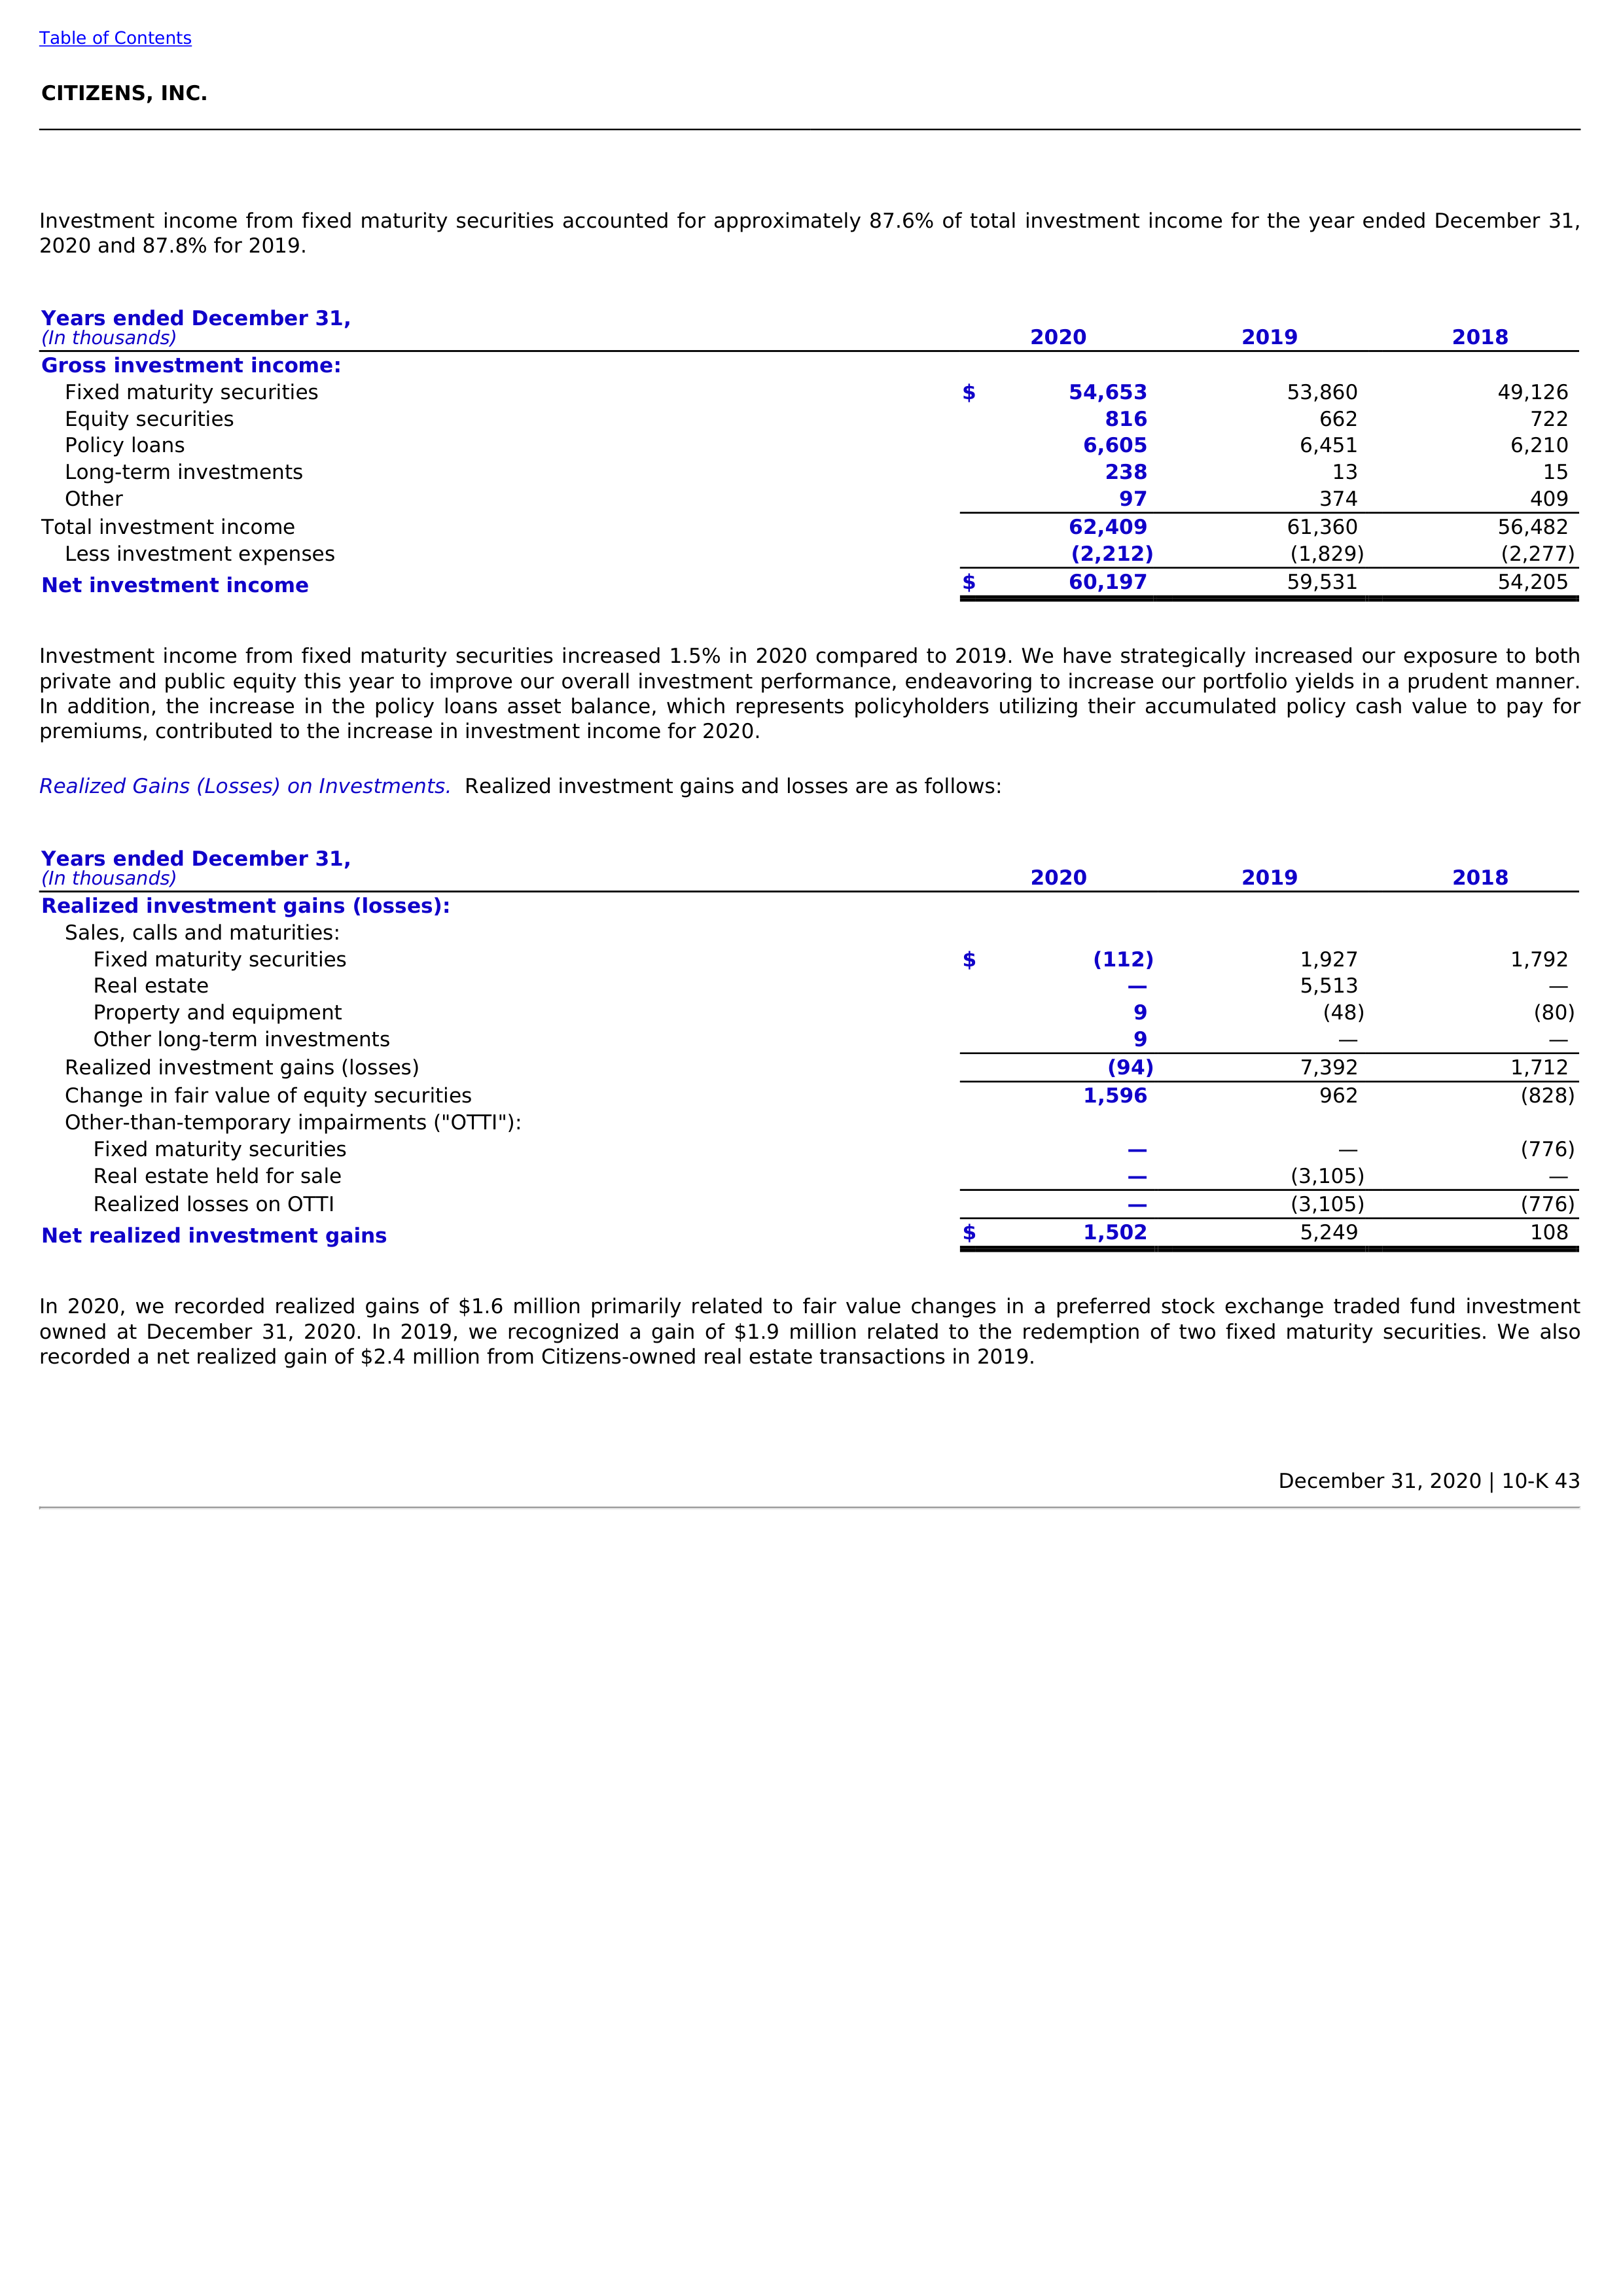 Table of Contents
CITIZENS, INC.
Investment income from fixed maturity securities accounted for approximately 87.6% of total investment income for the year ended December 31,
2020 and 87.8% for 2019.
Years ended December 31,
(In thousands) 2020 2019 2018
Gross investment income:
Fixed maturity securities $ 54,653 53,860 49,126
Equity securities 816 662 722
Policy loans 6,605 6,451 6,210
Long-term investments 238 13 15
Other 97 374 409
Total investment income 62,409 61,360 56,482
Less investment expenses (2,212) (1,829) (2,277)
Net investment income $ 60,197 59,531 54,205
Investment income from fixed maturity securities increased 1.5% in 2020 compared to 2019. We have strategically increased our exposure to both
private and public equity this year to improve our overall investment performance, endeavoring to increase our portfolio yields in a prudent manner.
In addition, the increase in the policy loans asset balance, which represents policyholders utilizing their accumulated policy cash value to pay for
premiums, contributed to the increase in investment income for 2020.
Realized Gains (Losses) on Investments. Realized investment gains and losses are as follows:
Years ended December 31,
(In thousands) 2020 2019 2018
Realized investment gains (losses):
Sales, calls and maturities:
Fixed maturity securities $ (112) 1,927 1,792
Real estate — 5,513 —
Property and equipment 9 (48) (80)
Other long-term investments 9 — —
Realized investment gains (losses) (94) 7,392 1,712
Change in fair value of equity securities 1,596 962 (828)
Other-than-temporary impairments ("OTTI"):
Fixed maturity securities — — (776)
Real estate held for sale — (3,105) —
Realized losses on OTTI — (3,105) (776)
Net realized investment gains $ 1,502 5,249 108
In 2020, we recorded realized gains of $1.6 million primarily related to fair value changes in a preferred stock exchange traded fund investment
owned at December 31, 2020. In 2019, we recognized a gain of $1.9 million related to the redemption of two fixed maturity securities. We also
recorded a net realized gain of $2.4 million from Citizens-owned real estate transactions in 2019.
December 31, 2020 | 10-K 43